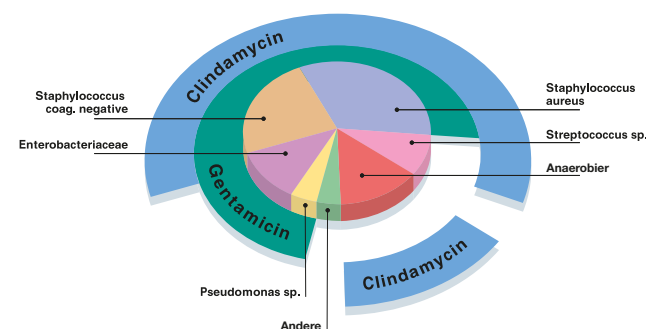 Clindamycin
Staphylococcus
coag. negative
Enterobacteriaceae
Gentamicin
Staphylococcus
aureus
Streptococcus sp.
Anaerobier
Clindamycin
Pseudomonas sp.
Andere